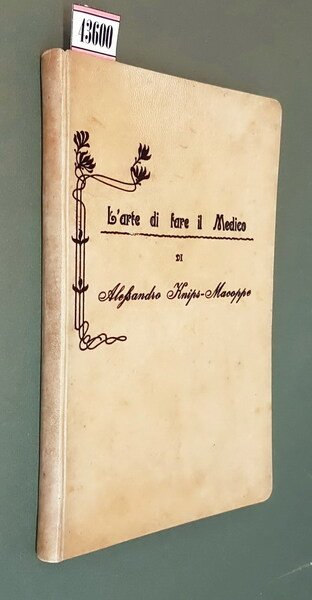 43600
L'arte di fare il Medico
DI
Alessandro Knips-Macoppe